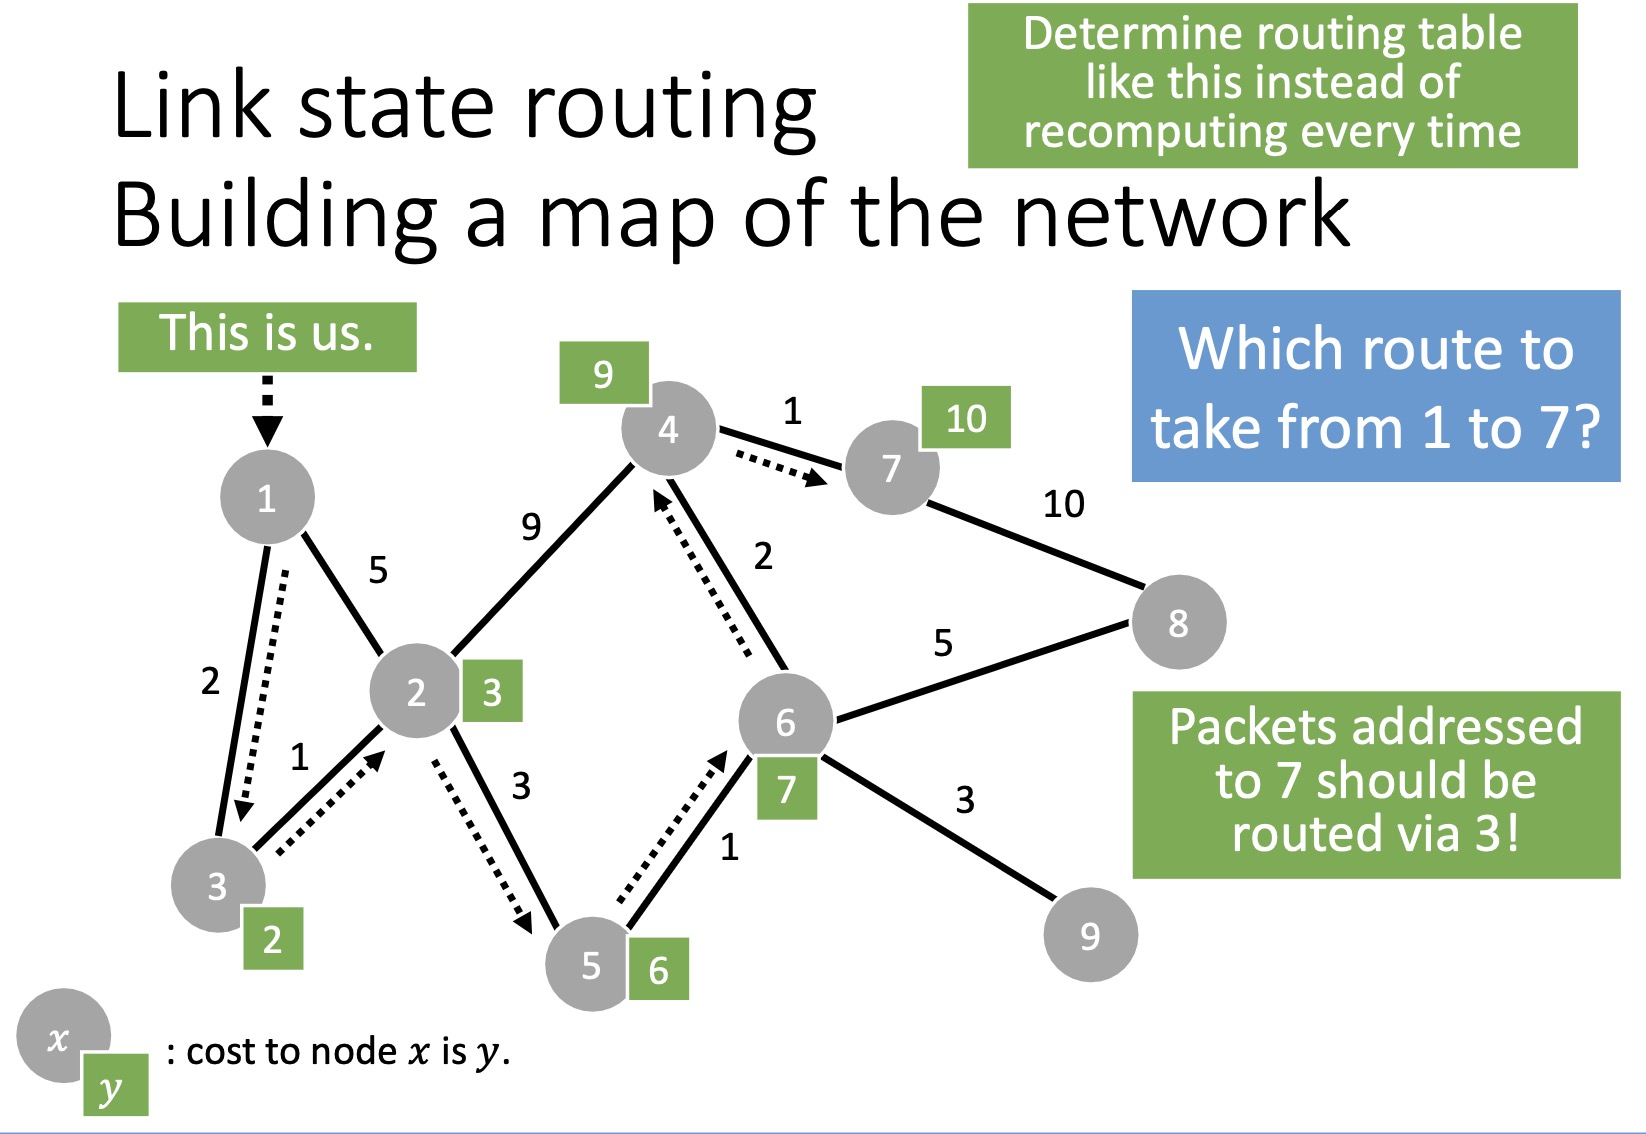 Determine routing table
like this instead of
recomputing every time
Link state routing
Building a map of the network
This is us.
Which route to
take from 1 to 7?
9
4
1
10
7
1
10
9
5
2
8
5
2
2
3
6
1
3
7
3
Packets addressed
to 7 should be
routed via 3!
1
3
2
5
6
9
x
y
: cost to node x is y.